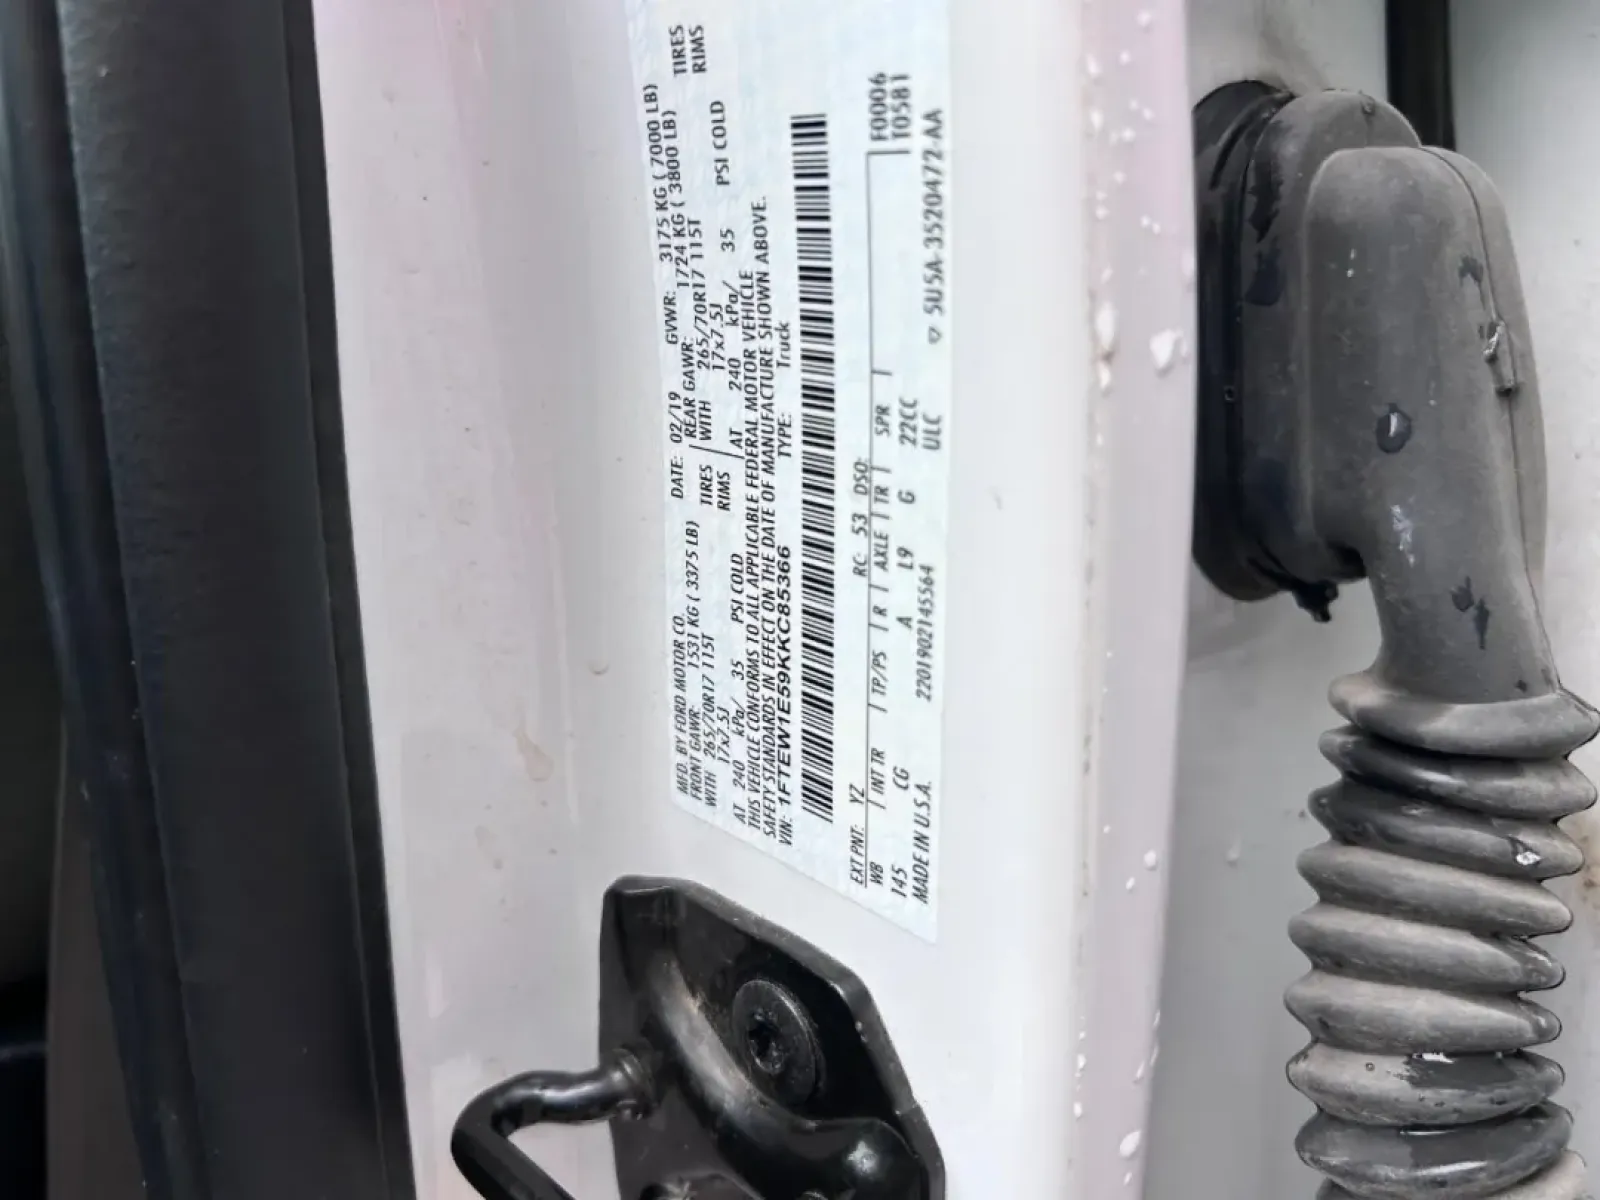 MFD. BY FORD MOTOR CO.
DATE: 02/19 GVWR: 3175 KG ( 7000 LB)
FRONT GAWR: 1531 KG ( 3375 LB)
REAR GAWR: 1724 KG ( 3800 LB)
WITH 265/70R17 115T TIRES
WITH 265/70R17 115T TIRES
17x7.5J RIMS
17x7.5J RIMS
AT 240 kPa/ 35 PSI COLD
AT 240 kPa/ 35 PSI COLD
THIS VEHICLE CONFORMS TO ALL APPLICABLE FEDERAL MOTOR VEHICLE
SAFETY STANDARDS IN EFFECT ON THE DATE OF MANUFACTURE SHOWN ABOVE.
VIN: 1FTEW1E59KKC85366 TYPE: Truck
EXT PNT: YZ RC: 53 DSO: F0006
WB INT TR TP/PS R AXLE TR SPR T0581
145 CG A L9 G 22CC
MADE IN U.S.A. 220190214556​4 ULC ▽ 5U5A-3520472-AA